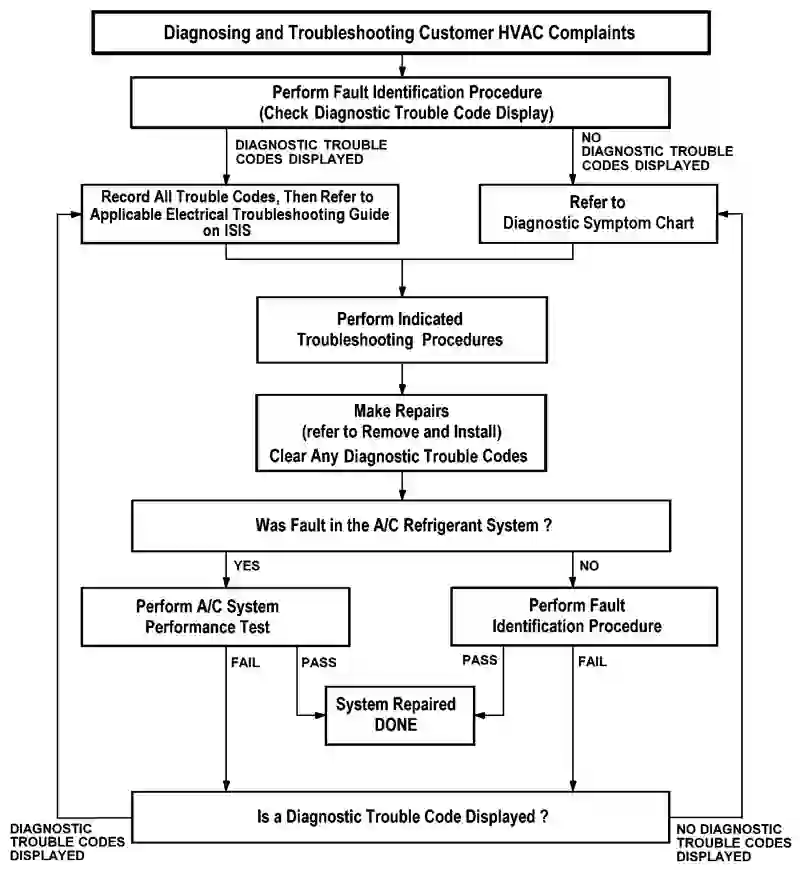 Diagnosing and Troubleshooting Customer HVAC Complaints
Perform Fault Identification Procedure
(Check Diagnostic Trouble Code Display)
DIAGNOSTIC TROUBLE
CODES DISPLAYED
NO
DIAGNOSTIC TROUBLE
CODES DISPLAYED
Record All Trouble Codes, Then Refer to
Applicable Electrical Troubleshooting Guide
on ISIS
Refer to
Diagnostic Symptom Chart
Perform Indicated
Troubleshooting Procedures
Make Repairs
(refer to Remove and Install)
Clear Any Diagnostic Trouble Codes
Was Fault in the A/C Refrigerant System ?
YES
NO
Perform A/C System
Performance Test
Perform Fault
Identification Procedure
FAIL
PASS
PASS
FAIL
System Repaired
DONE
Is a Diagnostic Trouble Code Displayed ?
DIAGNOSTIC
TROUBLE CODES
DISPLAYED
NO DIAGNOSTIC
TROUBLE CODES
DISPLAYED